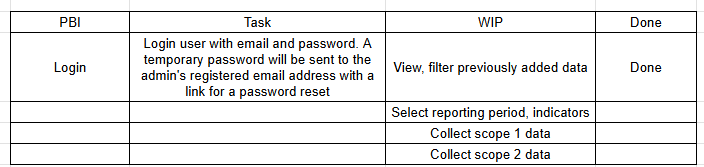 PBI Task WIP Done
Login user with email and password. A
temporary password will be sent to the
admin's registered email address with a
link for a password reset
Login
View, filter previously added data
Done
Select reporting period, indicators
Collect scope 1 data
Collect scope 2 data